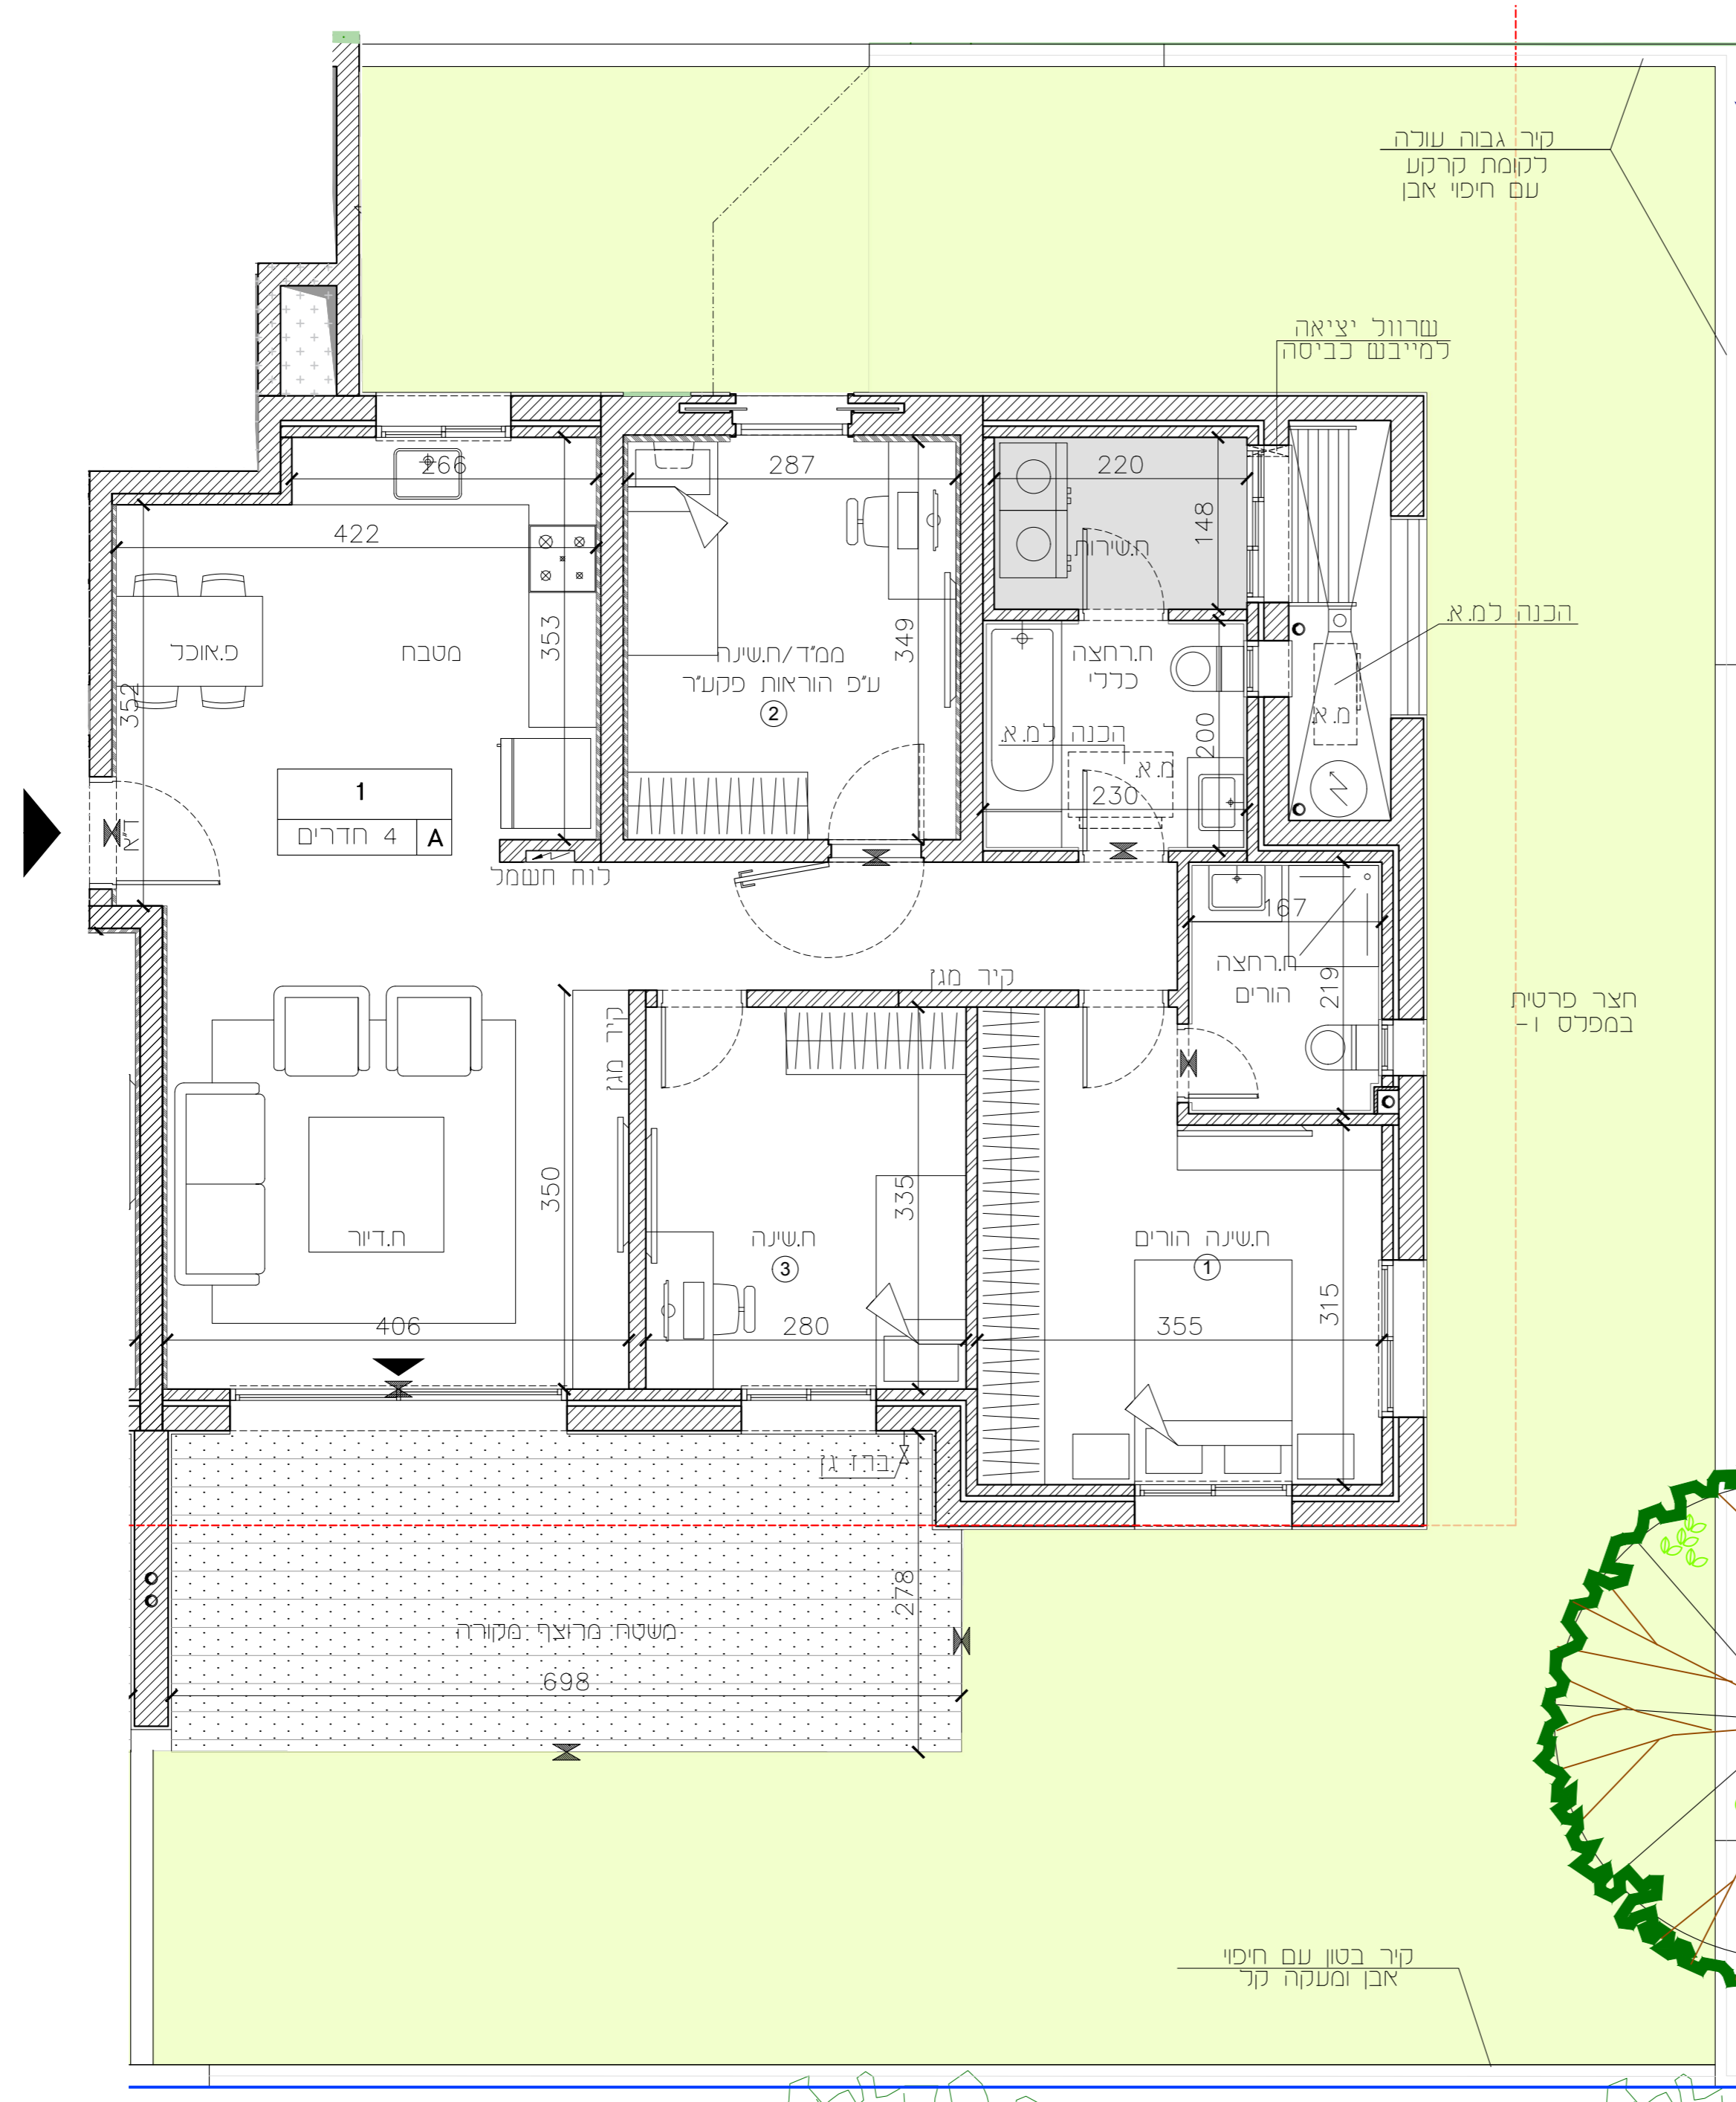 קיר גבוה עולה
לקומת קרקע
עם חיפוי אבן
שרוול יציאה
למייבש כביסה
266
287
220
148
422
ח.שירות
353
349
הכנה למ.א.
פ.אוכל
מטבח
ממ"ד/ח.שינה
ע"פ הוראות פקע"ר
2
ח.רחצה
כללי
352
מ.א.
הכנה למ.א.
200
מ.א.
230
1
4 חדרים
A
ד"א
לוח חשמל
167
ח.רחצה
הורים
219
קיר מגן
חצר פרטית
במפלס 1-
קיר מגן
350
335
ח.דיור
ח.שינה
3
ח.שינה הורים
1
315
406
280
355
ברז גן
278
משטח מרוצף מקורה
698
קיר בטון עם חיפוי
אבן ומעקה קל